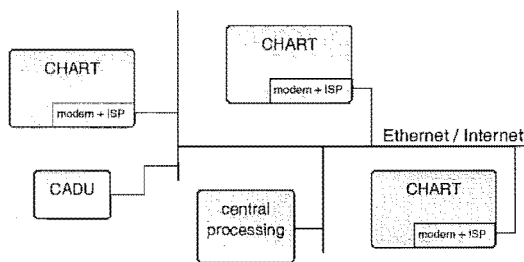 CHART
modem + ISP
CHART
modem + ISP
Ethernet / Internet
CADU
central
processing
CHART
modem + ISP